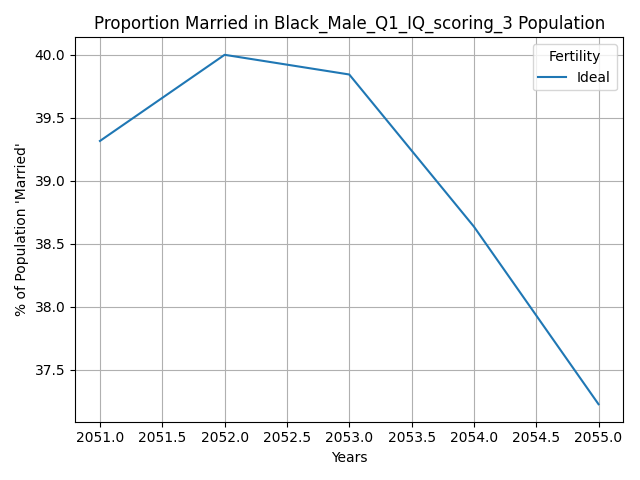 Proportion Married in Black_Male_Q1_IQ_scoring_3 Population
Fertility
Ideal
% of Population 'Married'
40.0
39.5
39.0
38.5
38.0
37.5
2051.0 2051.5 2052.0 2052.5 2053.0 2053.5 2054.0 2054.5 2055.0
Years